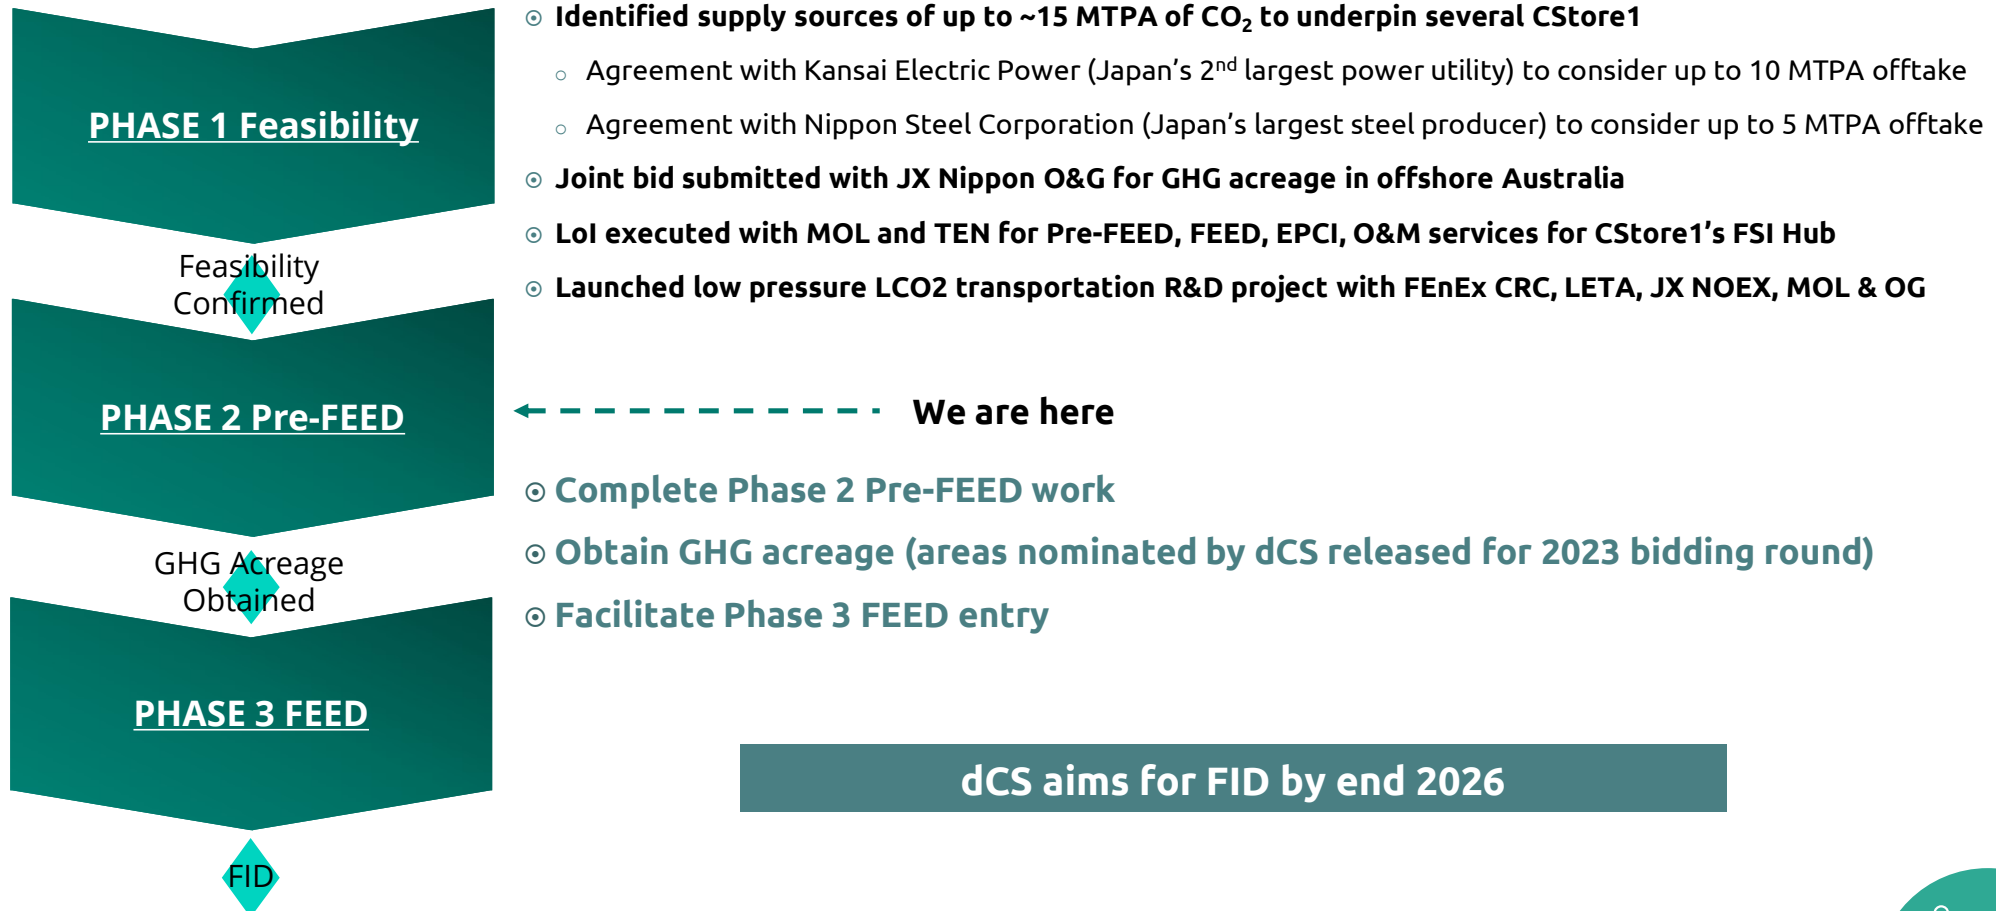 PHASE 1 Feasibility
⦿ Identified supply sources of up to ~15 MTPA of CO₂ to underpin several CStore1
○ Agreement with Kansai Electric Power (Japan’s 2ⁿᵈ largest power utility) to consider up to 10 MTPA offtake
○ Agreement with Nippon Steel Corporation (Japan’s largest steel producer) to consider up to 5 MTPA offtake
⦿ Joint bid submitted with JX Nippon O&G for GHG acreage in offshore Australia
⦿ LoI executed with MOL and TEN for Pre-FEED, FEED, EPCI, O&M services for CStore1’s FSI Hub
⦿ Launched low pressure LCO2 transportation R&D project with FEnEx CRC, LETA, JX NOEX, MOL & OG
Feasibility
Confirmed
PHASE 2 Pre-FEED
We are here
⦿ Complete Phase 2 Pre-FEED work
⦿ Obtain GHG acreage (areas nominated by dCS released for 2023 bidding round)
⦿ Facilitate Phase 3 FEED entry
GHG Acreage
Obtained
PHASE 3 FEED
dCS aims for FID by end 2026
FID